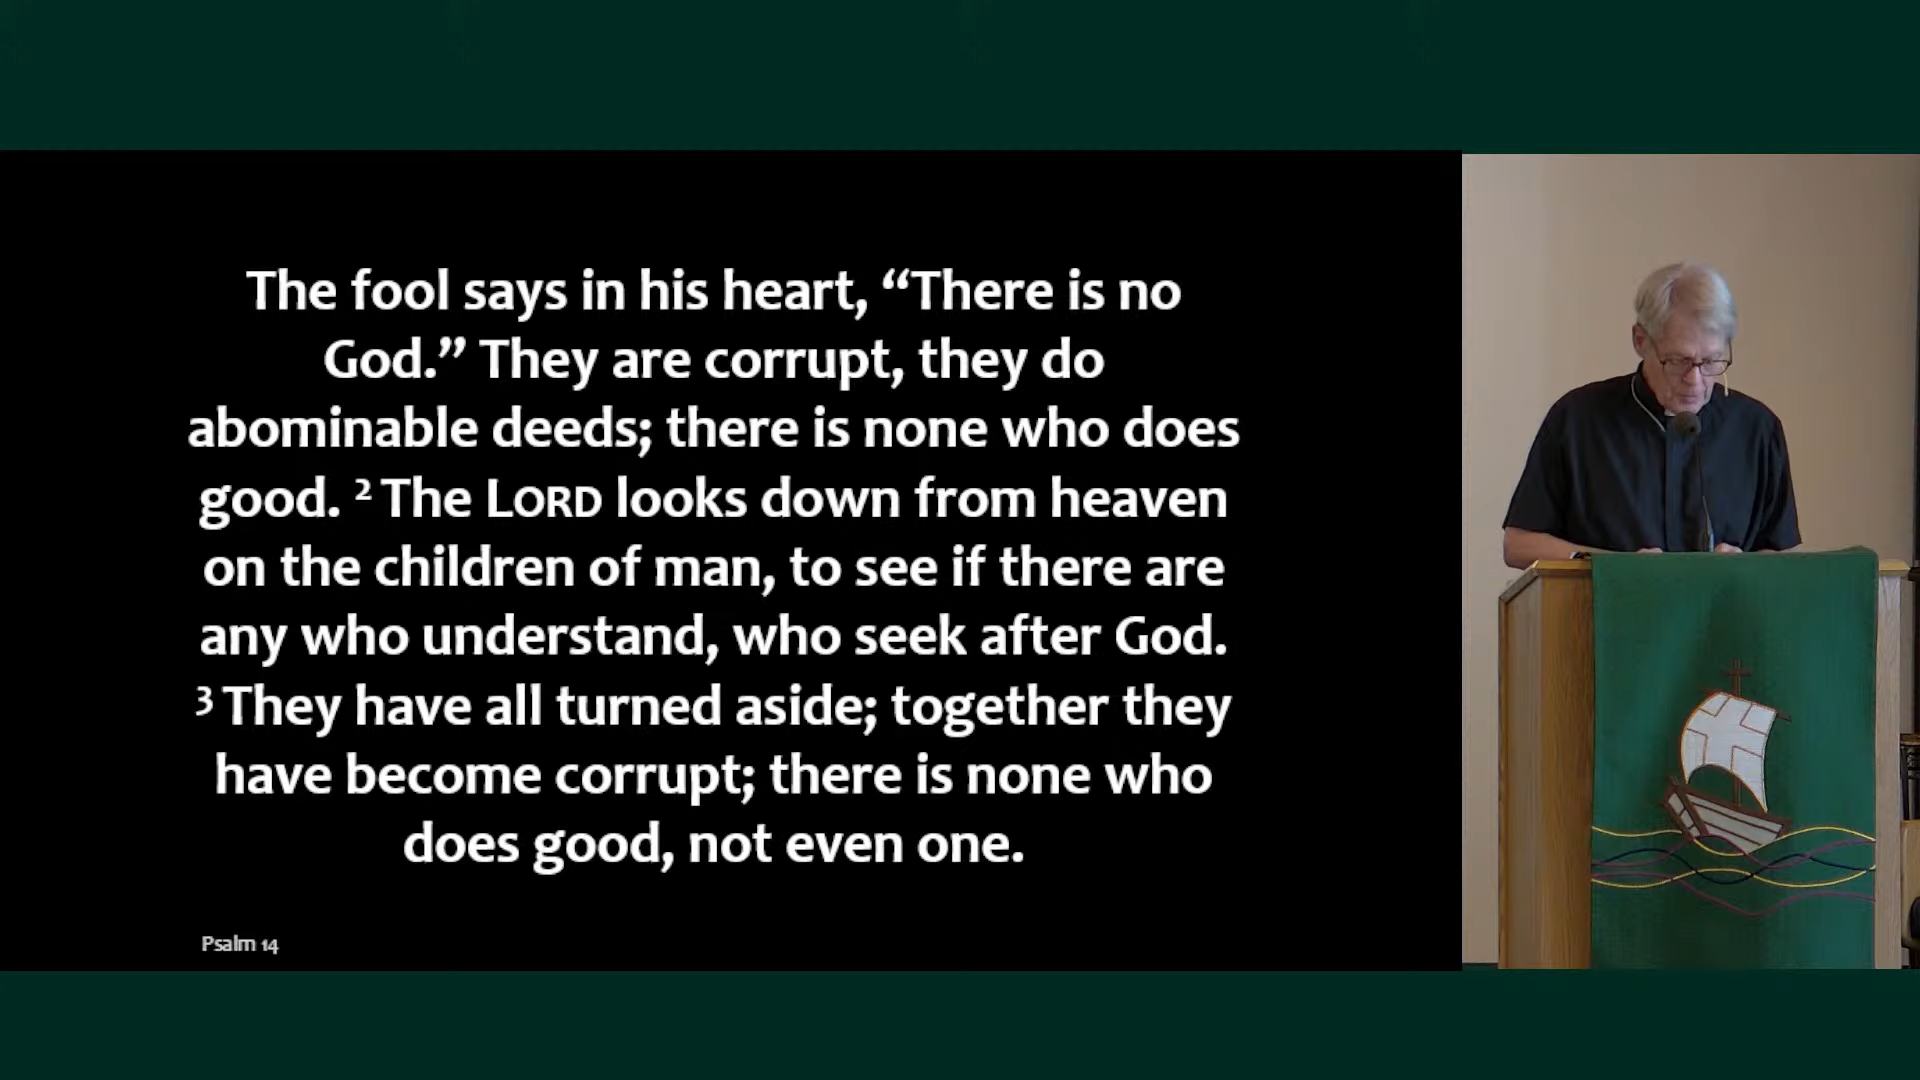 The fool says in his heart, “There is no
God.” They are corrupt, they do
abominable deeds; there is none who does
good. ² The LORD looks down from heaven
on the children of man, to see if there are
any who understand, who seek after God.
³ They have all turned aside; together they
have become corrupt; there is none who
does good, not even one.
Psalm 14